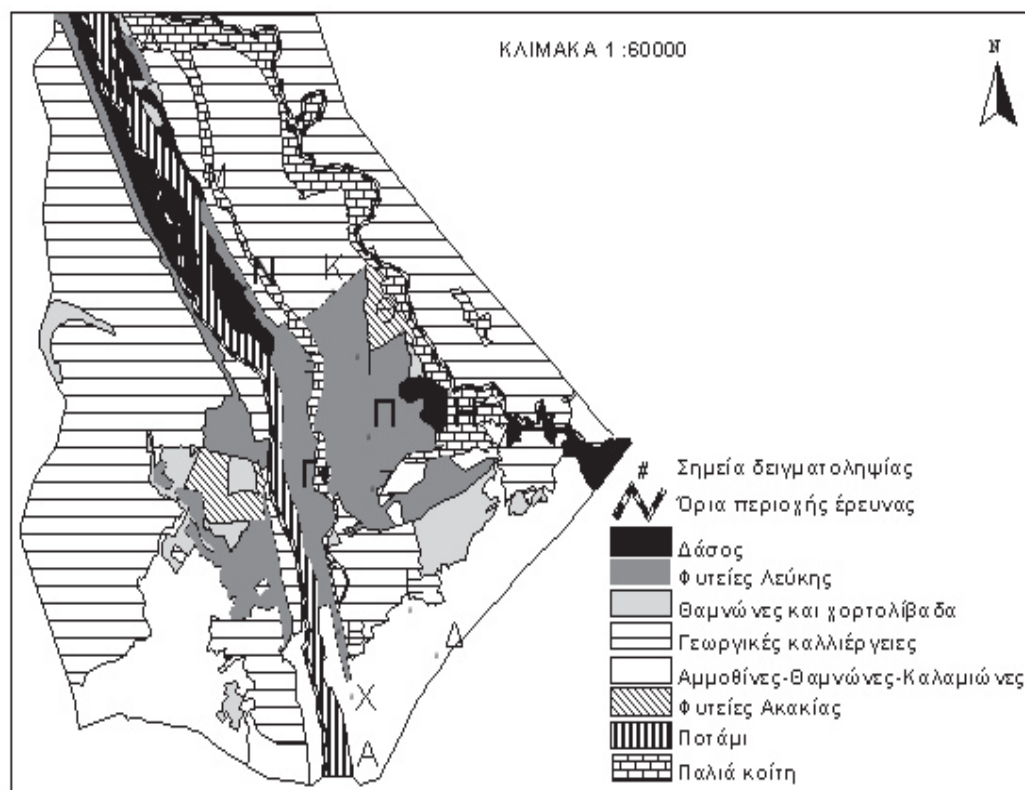 ΚΛΙΜΑΚΑ 1 :60000
N
Ν
Κ
Π
Η
Δ
Χ
Α
# Σημεία δειγματοληψίας
Όρια περιοχής έρευνας
Δάσος
Φυτείες Λεύκης
Θαμνώνες και χορτολίβαδα
Γεωργικές καλλιέργειες
Αμμοθίνες-Θαμνώνες-Καλαμιώνες
Φυτείες Ακακίας
Ποτάμι
Παλιά κοίτη